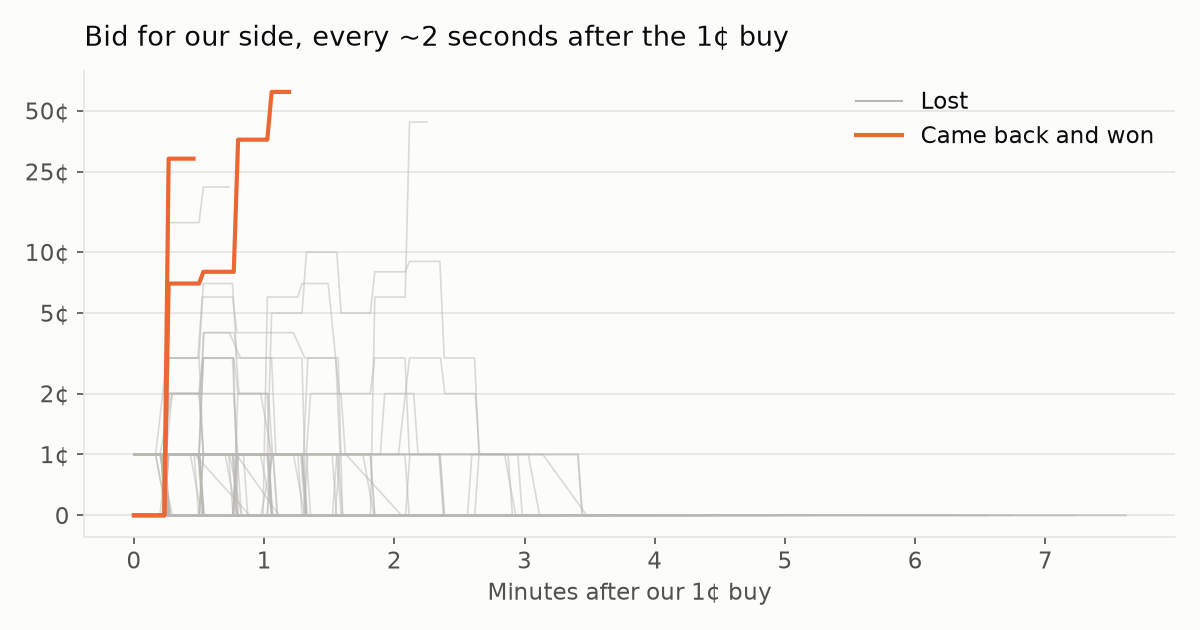 Bid for our side, every ~2 seconds after the 1¢ buy
Lost
Came back and won
50¢
25¢
10¢
5¢
2¢
1¢
0
0 1 2 3 4 5 6 7
Minutes after our 1¢ buy